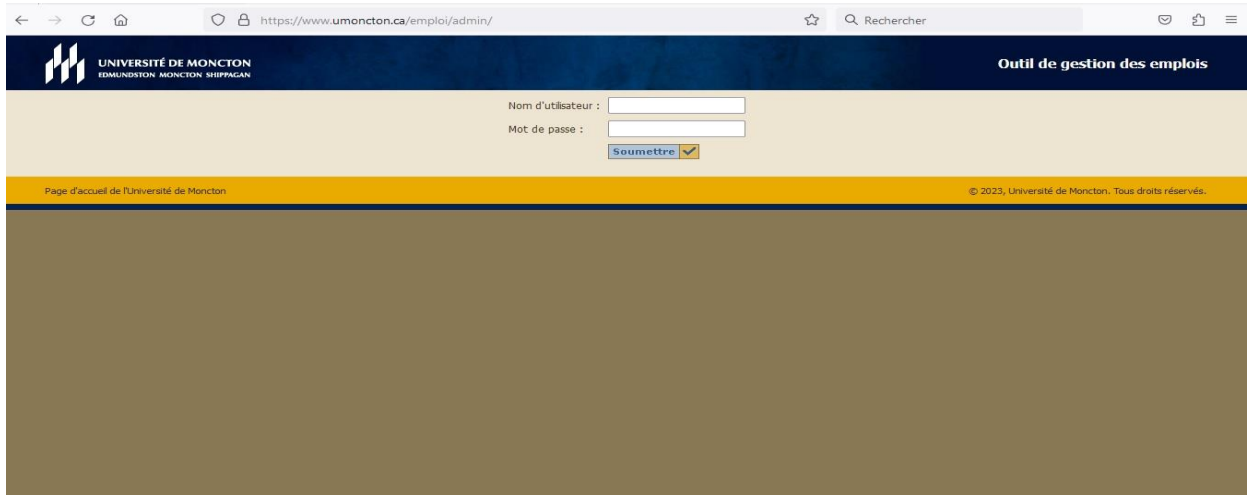 https://www.umoncton.ca/emploi/admin/
Rechercher
UNIVERSITÉ DE MONCTON
EDMUNDSTON MONCTON SHIPPAGAN
Outil de gestion des emplois
Nom d'utilisateur :
Mot de passe :
Soumettre
Page d'accueil de l'Université de Moncton
© 2023, Université de Moncton. Tous droits réservés.